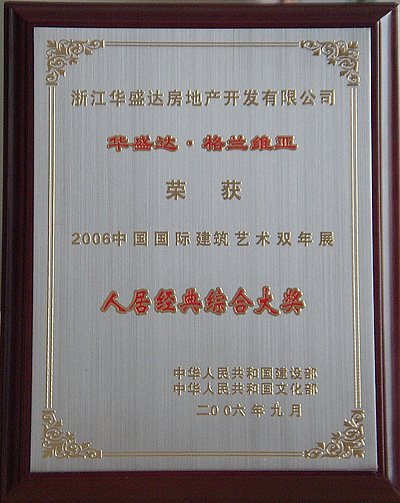 浙江华盛达房地产开发有限公司
华盛达·格兰维亚
荣 获
2006中国国际建筑艺术双年展
人居经典综合大奖
中华人民共和国建设部
中华人民共和国文化部
二00六年九月